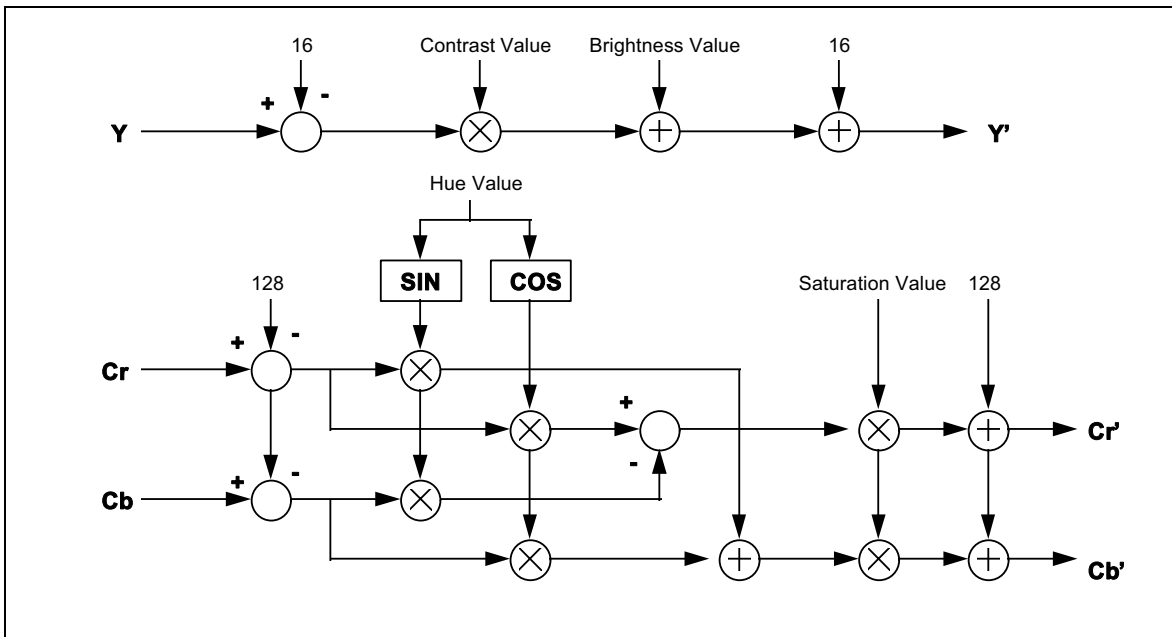 16 Contrast Value Brightness Value 16
+ -
Y × + + Y’
Hue Value
SIN COS
128 Saturation Value 128
+ -
Cr × Cr’
× + × +
+ - -
Cb × Cb’
× + × +